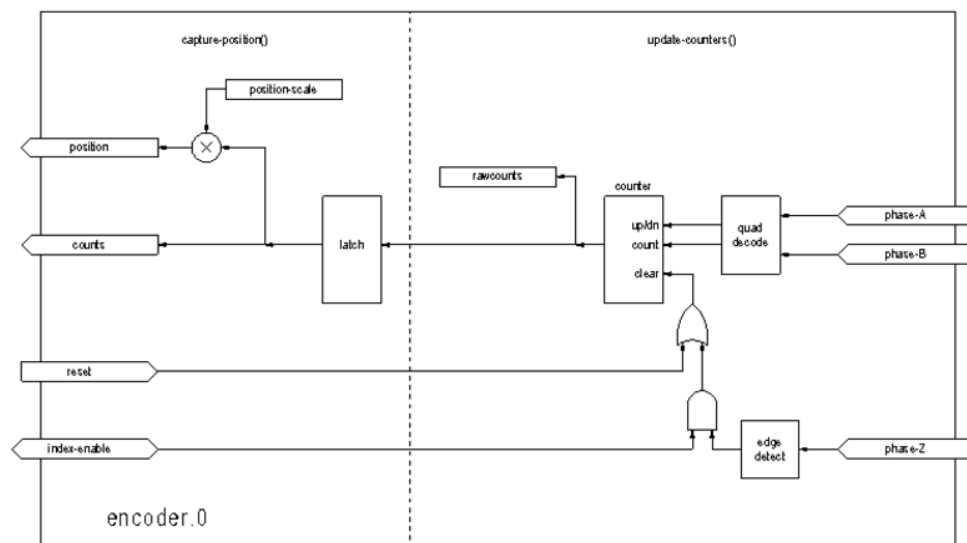 capture-position()
update-counters()
position-scale
position
rawcounts
counter
phase-A
up/dn
quad
decode
counts
latch
count
phase-B
clear
reset
index-enable
edge
detect
phase-Z
encoder.0